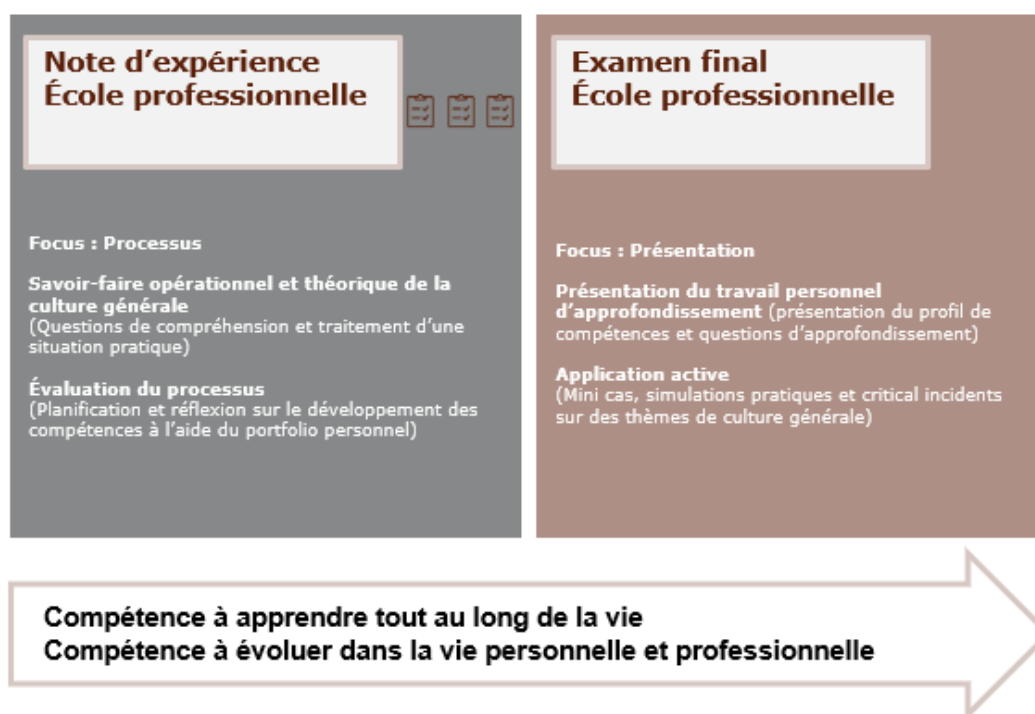 Note d'expérience
École professionnelle
Focus : Processus
Savoir-faire opérationnel et théorique de la
culture générale
(Questions de compréhension et traitement d'une
situation pratique)
Évaluation du processus
(Planification et réflexion sur le développement des
compétences à l'aide du portfolio personnel)
Examen final
École professionnelle
Focus : Présentation
Présentation du travail personnel
d'approfondissement (présentation du profil de
compétences et questions d'approfondissement)
Application active
(Mini cas, simulations pratiques et critical incidents
sur des thèmes de culture générale)
Compétence à apprendre tout au long de la vie
Compétence à évoluer dans la vie personnelle et professionnelle